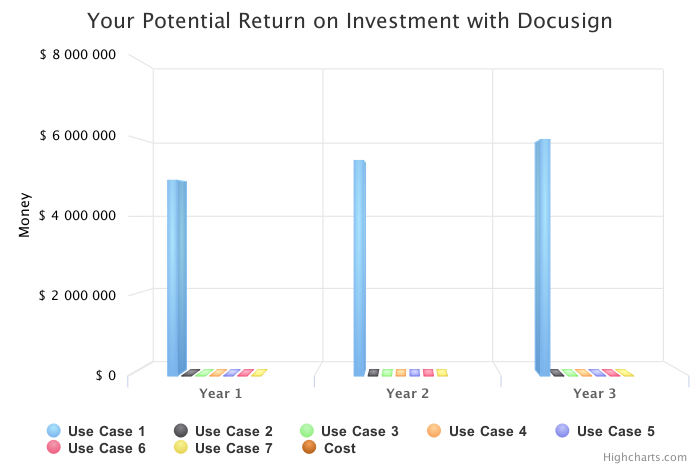 Your Potential Return on Investment with Docusign
$ 8 000 000
$ 6 000 000
Money
$ 4 000 000
$ 2 000 000
$ 0
Year 1 Year 2 Year 3
Use Case 1 Use Case 2 Use Case 3 Use Case 4 Use Case 5
Use Case 6 Use Case 7 Cost
Highcharts.com